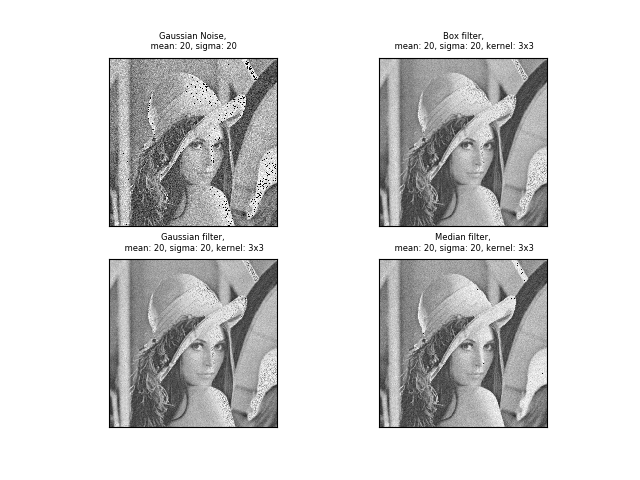 Gaussian Noise,
mean: 20, sigma: 20
Box filter,
mean: 20, sigma: 20, kernel: 3x3
Gaussian filter,
mean: 20, sigma: 20, kernel: 3x3
Median filter,
mean: 20, sigma: 20, kernel: 3x3